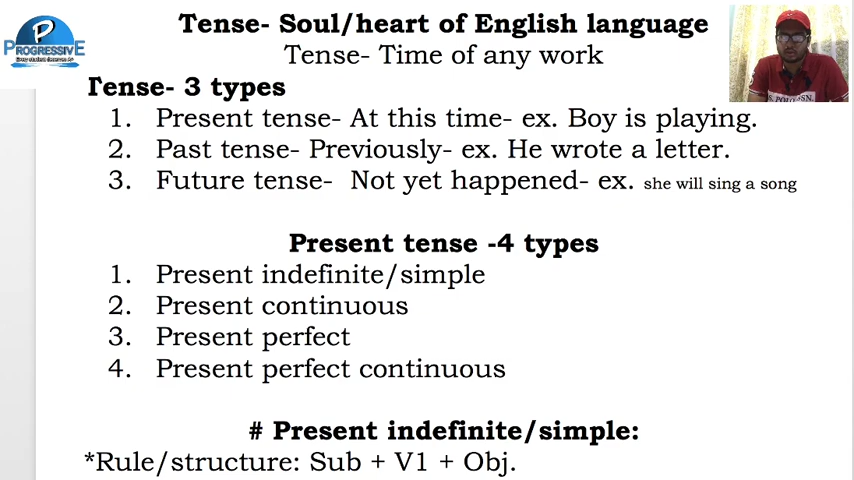 P
PROGRESSIVE
Tense- Soul/heart of English language
Tense- Time of any work
Tense- 3 types
1. Present tense- At this time- ex. Boy is playing.
2. Past tense- Previously- ex. He wrote a letter.
3. Future tense- Not yet happened- ex. she will sing a song
Present tense -4 types
1. Present indefinite/simple
2. Present continuous
3. Present perfect
4. Present perfect continuous
# Present indefinite/simple:
*Rule/structure: Sub + V1 + Obj.